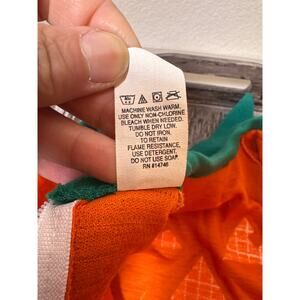 MACHINE WASH WARM,
USE ONLY NON-CHLORINE
BLEACH WHEN NEEDED.
TUMBLE DRY LOW.
DO NOT IRON.
TO RETAIN
FLAME RESISTANCE,
USE DETERGENT.
DO NOT USE SOAP.
RN #14746